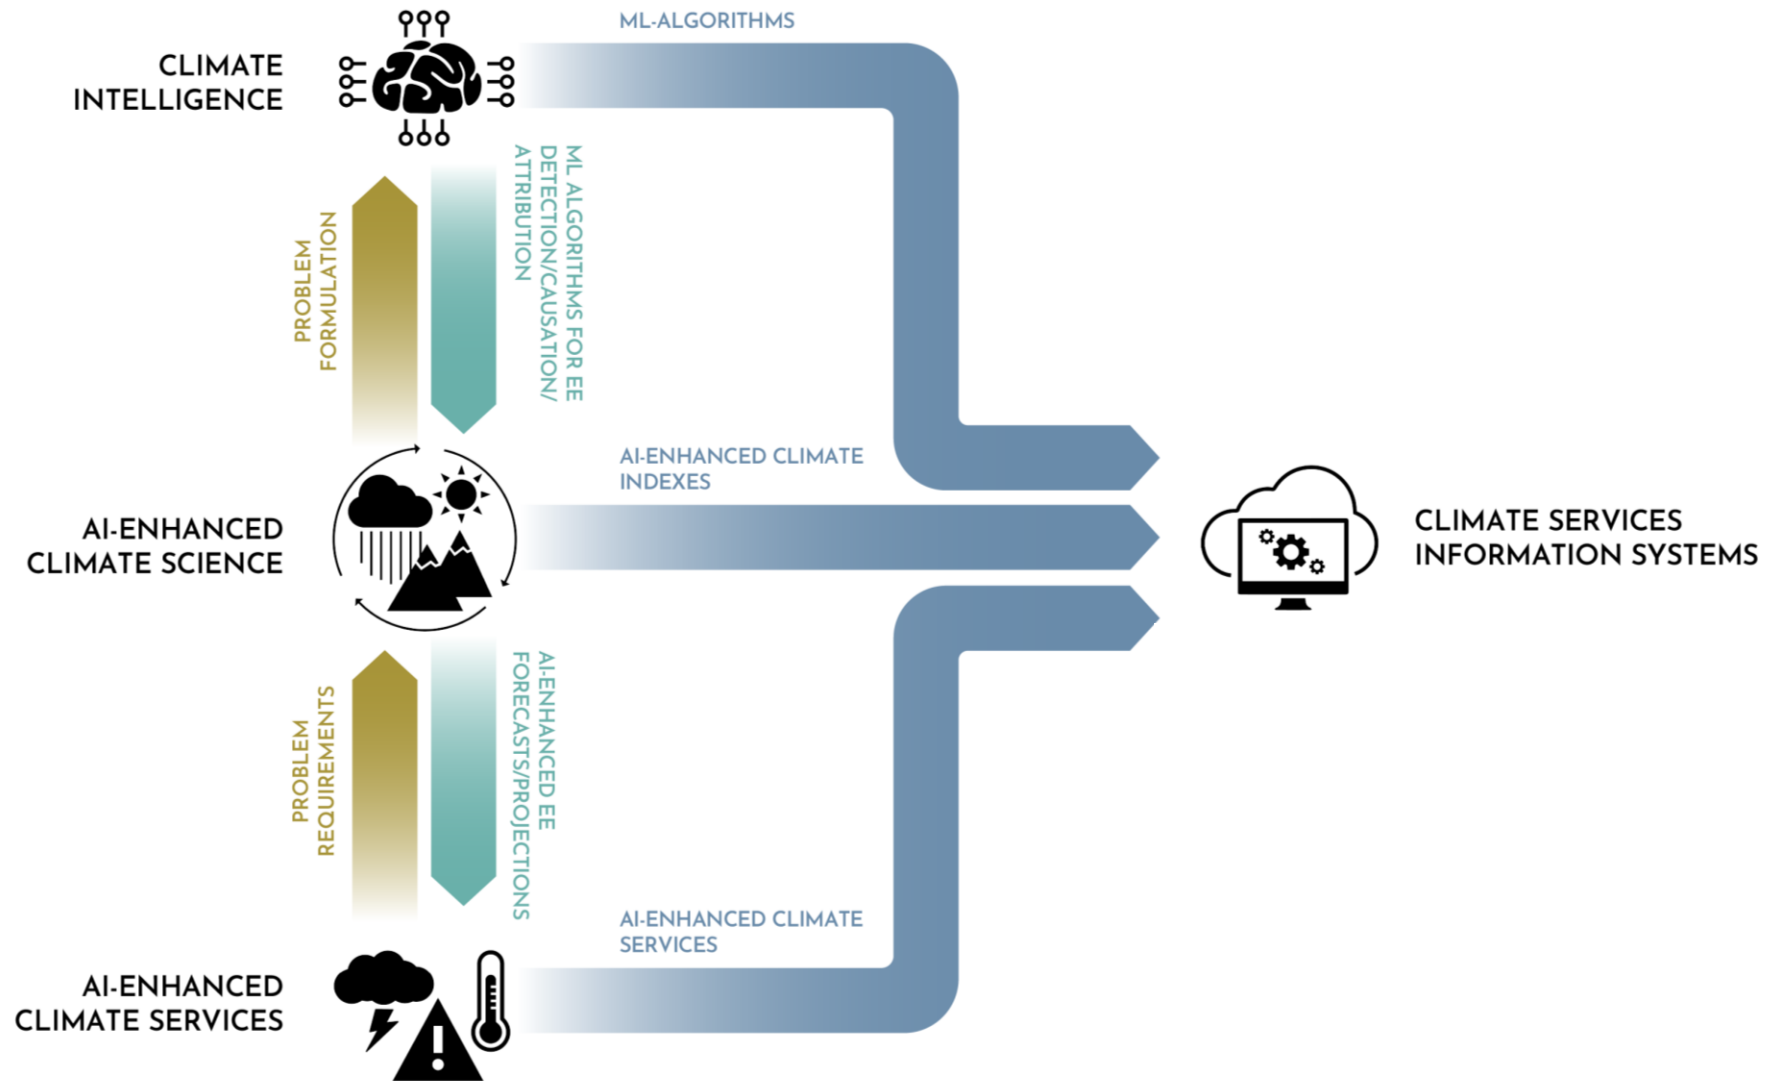 ML-ALGORITHMS
CLIMATE
INTELLIGENCE
PROBLEM
FORMULATION
ML ALGORITHMS FOR EE
DETECTION/CAUSATION/
ATTRIBUTION
AI-ENHANCED CLIMATE
INDEXES
AI-ENHANCED
CLIMATE SCIENCE
CLIMATE SERVICES
INFORMATION SYSTEMS
PROBLEM
REQUIREMENTS
AI-ENHANCED EE
FORECASTS/PROJECTIONS
AI-ENHANCED CLIMATE
SERVICES
AI-ENHANCED
CLIMATE SERVICES